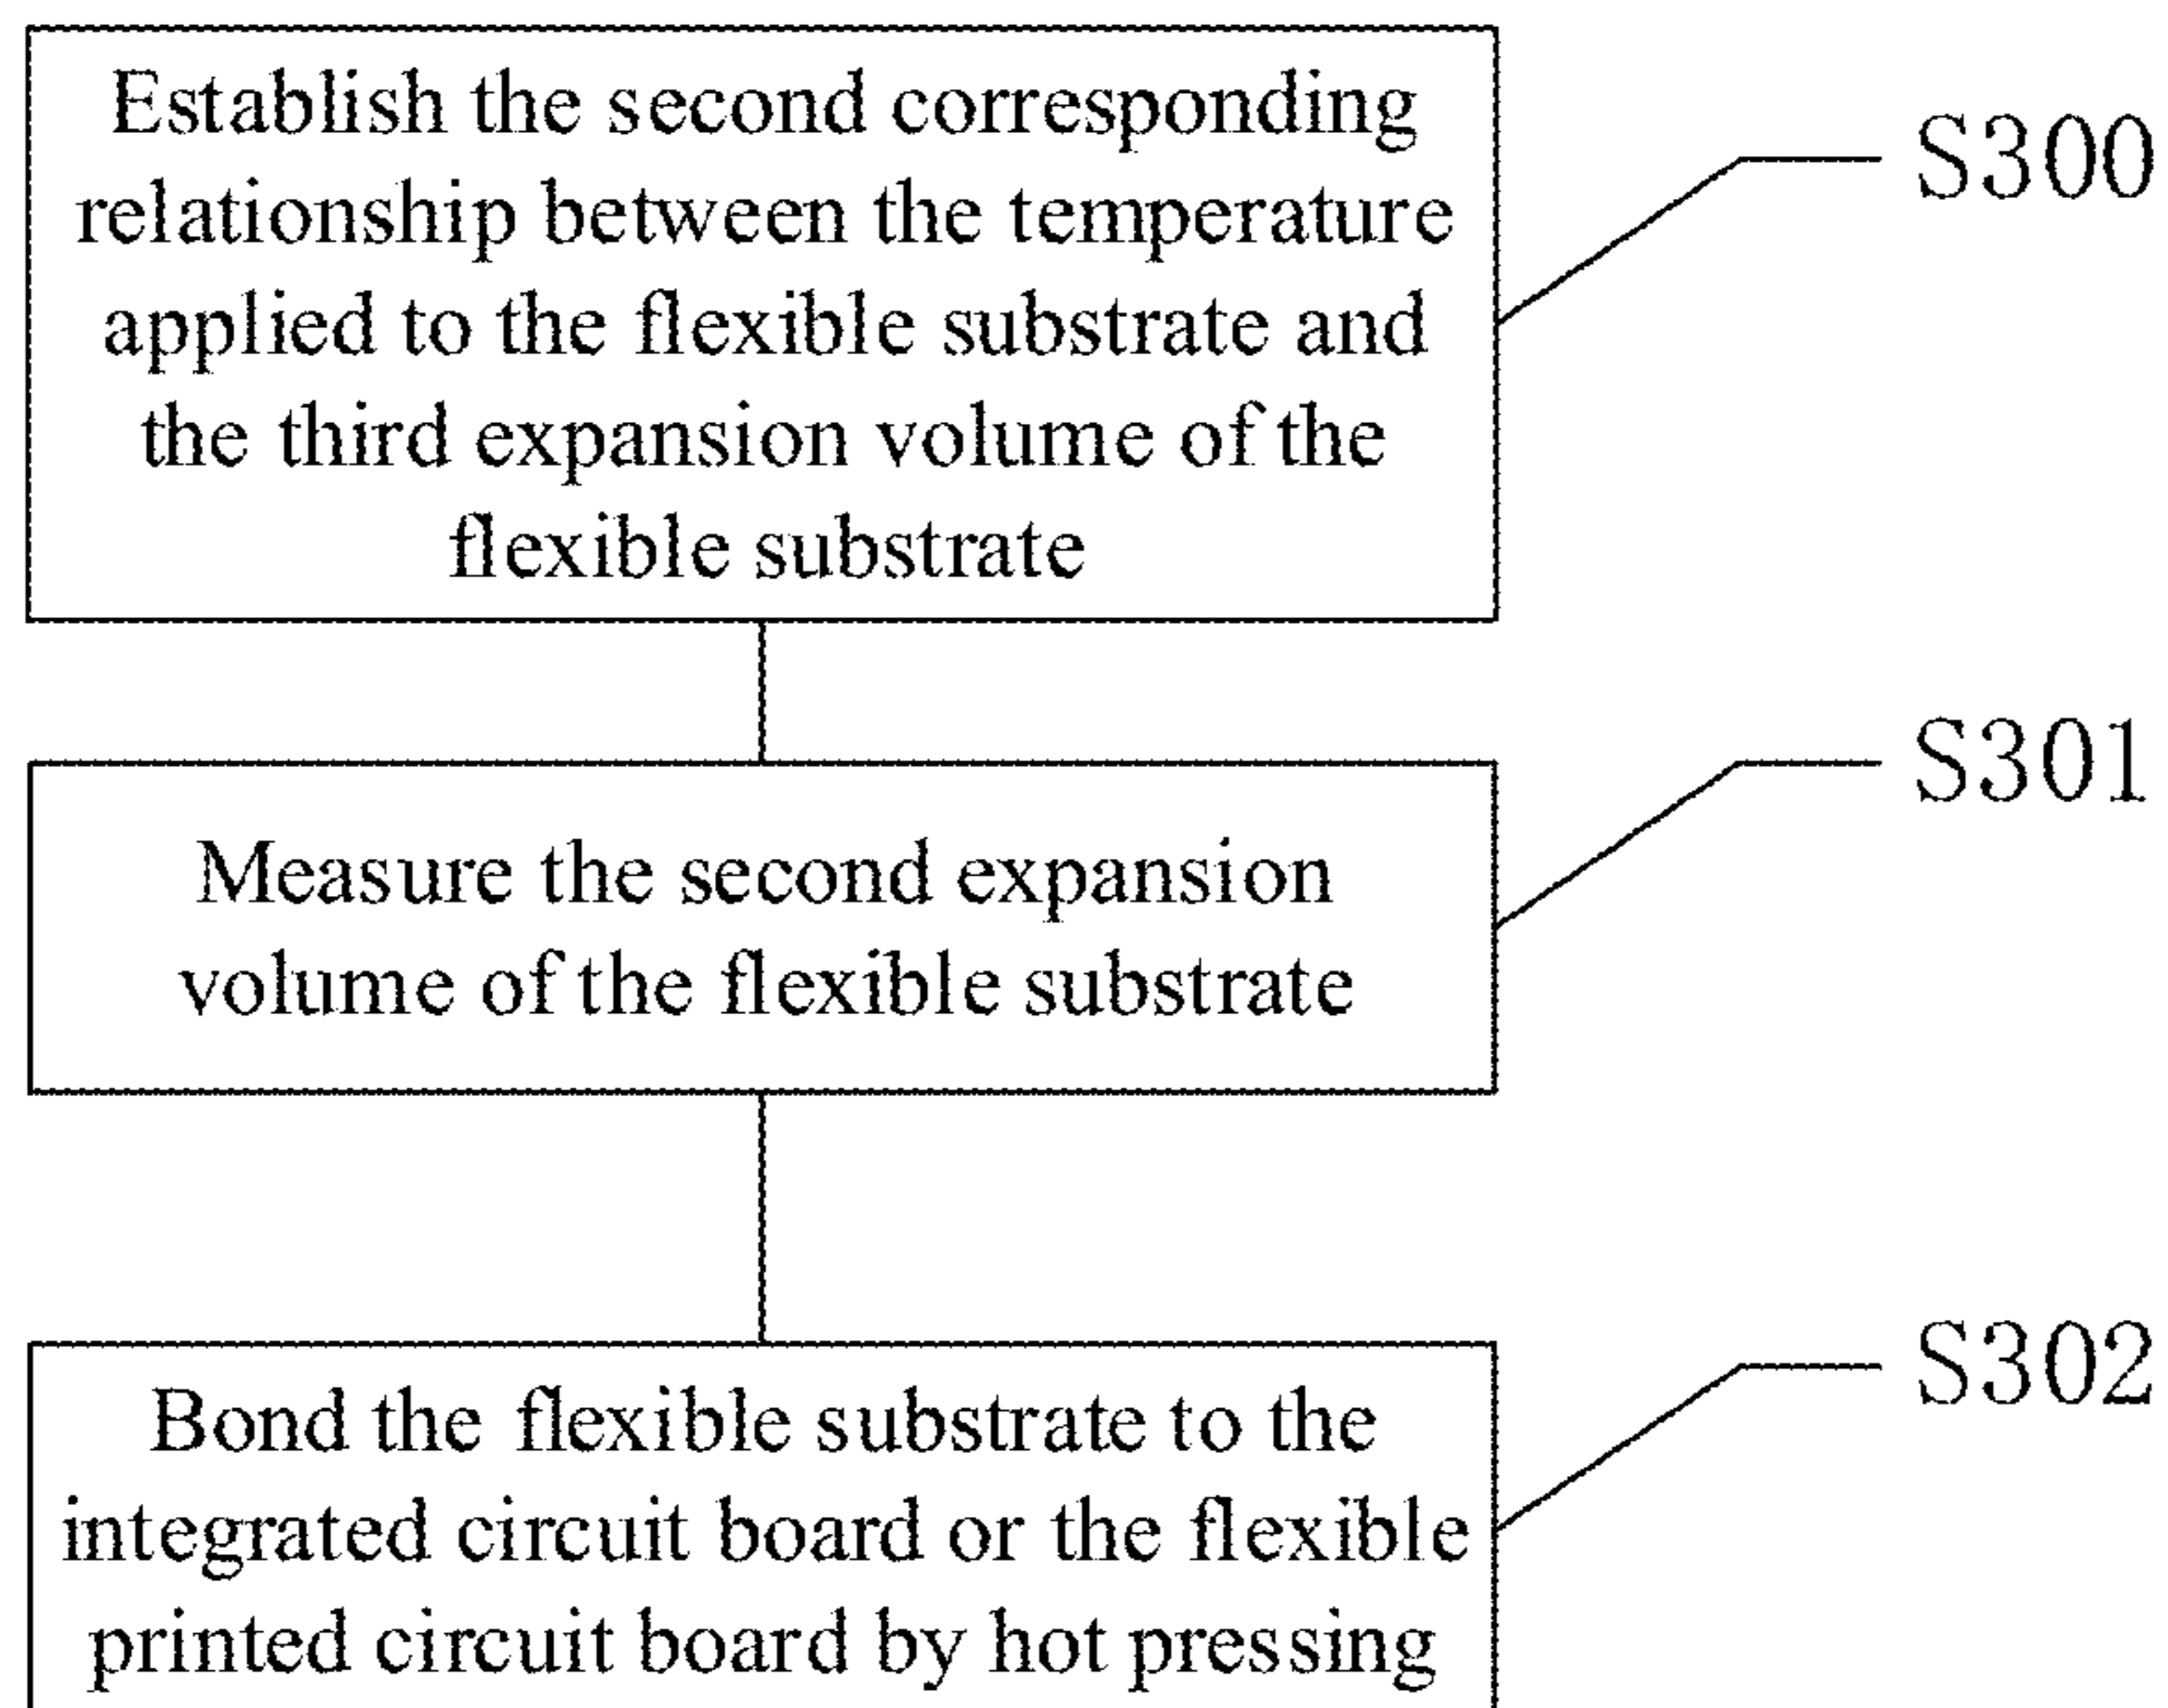 Establish the second corresponding
relationship between the temperature
applied to the flexible substrate and
the third expansion volume of the
flexible substrate
S300
Measure the second expansion
volume of the flexible substrate
S301
Bond the flexible substrate to the
integrated circuit board or the flexible
printed circuit board by hot pressing
S302